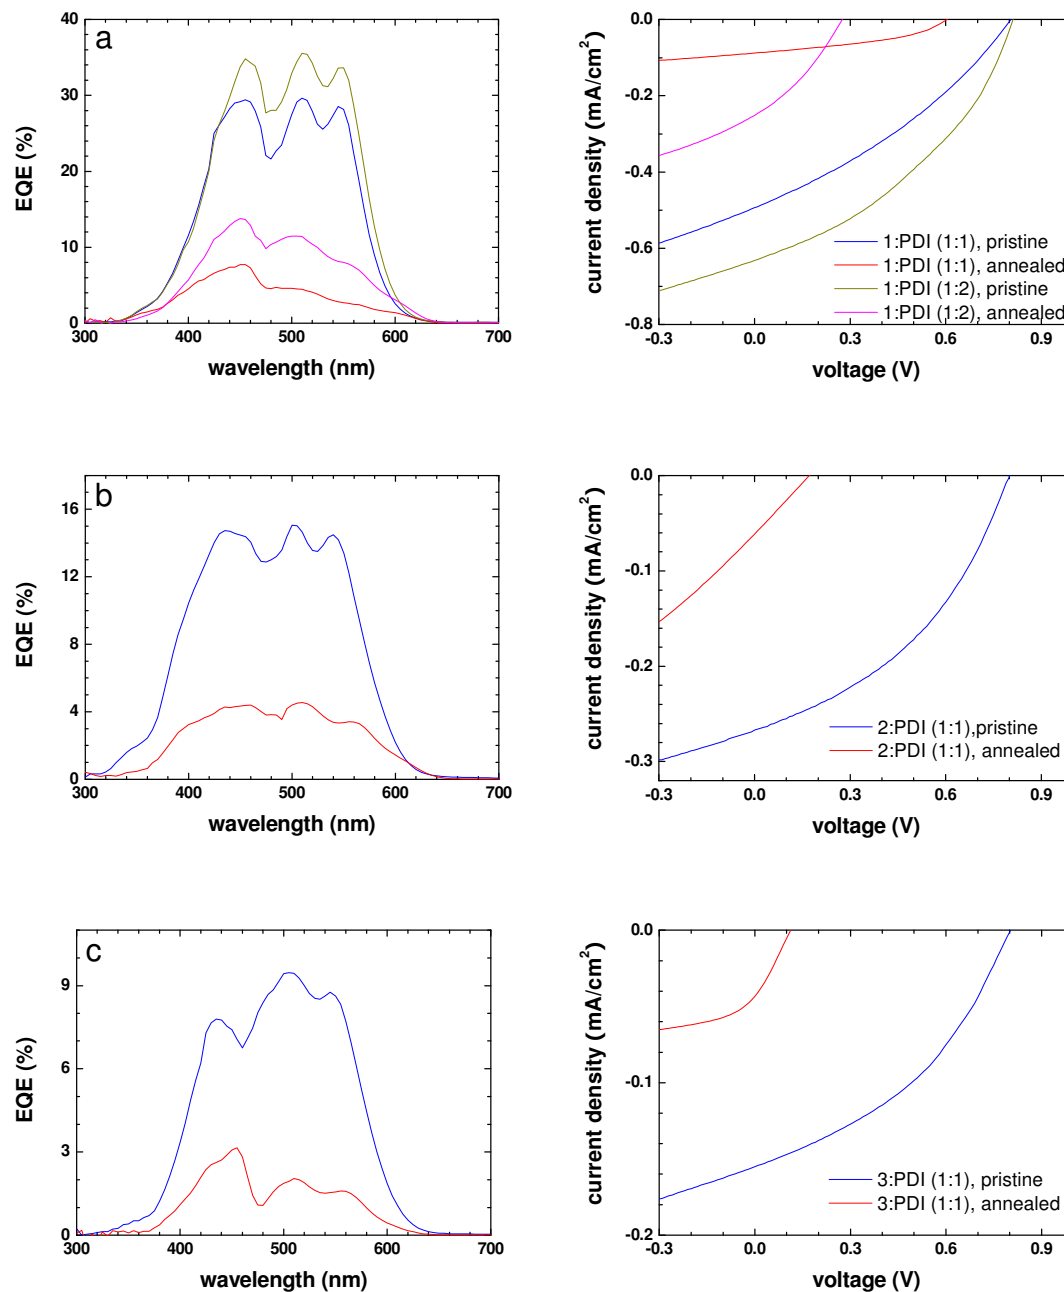 a
EQE (%)
40
30
20
10
0
300 400 500 600 700
wavelength (nm)
current density (mA/cm²)
0.0
-0.2
-0.4
-0.6
-0.8
1:PDI (1:1), pristine
1:PDI (1:1), annealed
1:PDI (1:2), pristine
1:PDI (1:2), annealed
-0.3 0.0 0.3 0.6 0.9
voltage (V)
b
EQE (%)
16
12
8
4
0
300 400 500 600 700
wavelength (nm)
current density (mA/cm²)
0.0
-0.1
-0.2
-0.3
2:PDI (1:1),pristine
2:PDI (1:1), annealed
-0.3 0.0 0.3 0.6 0.9
voltage (V)
c
EQE (%)
9
6
3
0
300 400 500 600 700
wavelength (nm)
current density (mA/cm²)
0.0
-0.1
-0.2
3:PDI (1:1), pristine
3:PDI (1:1), annealed
-0.3 0.0 0.3 0.6 0.9
voltage (V)